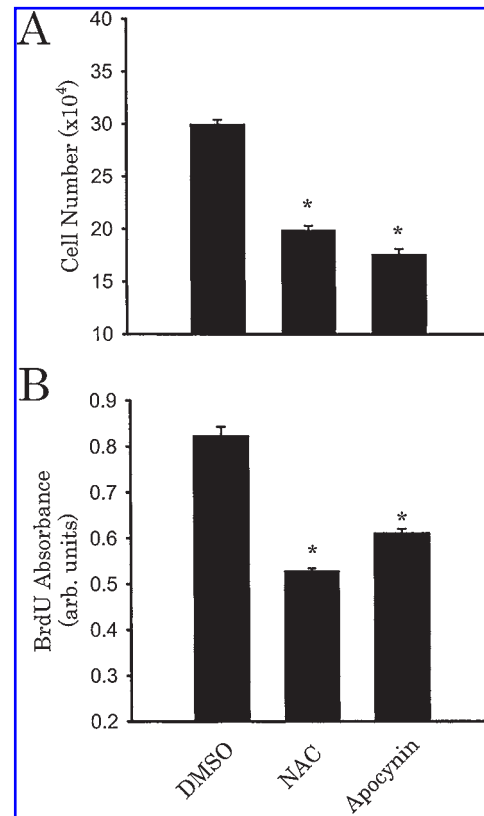 A
Cell Number (x10⁴)
40
35
30
25
20
15
10
*
*
B
BrdU Absorbance
(arb. units)
0.9
0.8
0.7
0.6
0.5
0.4
0.3
0.2
*
*
DMSO
NAC
Apocynin